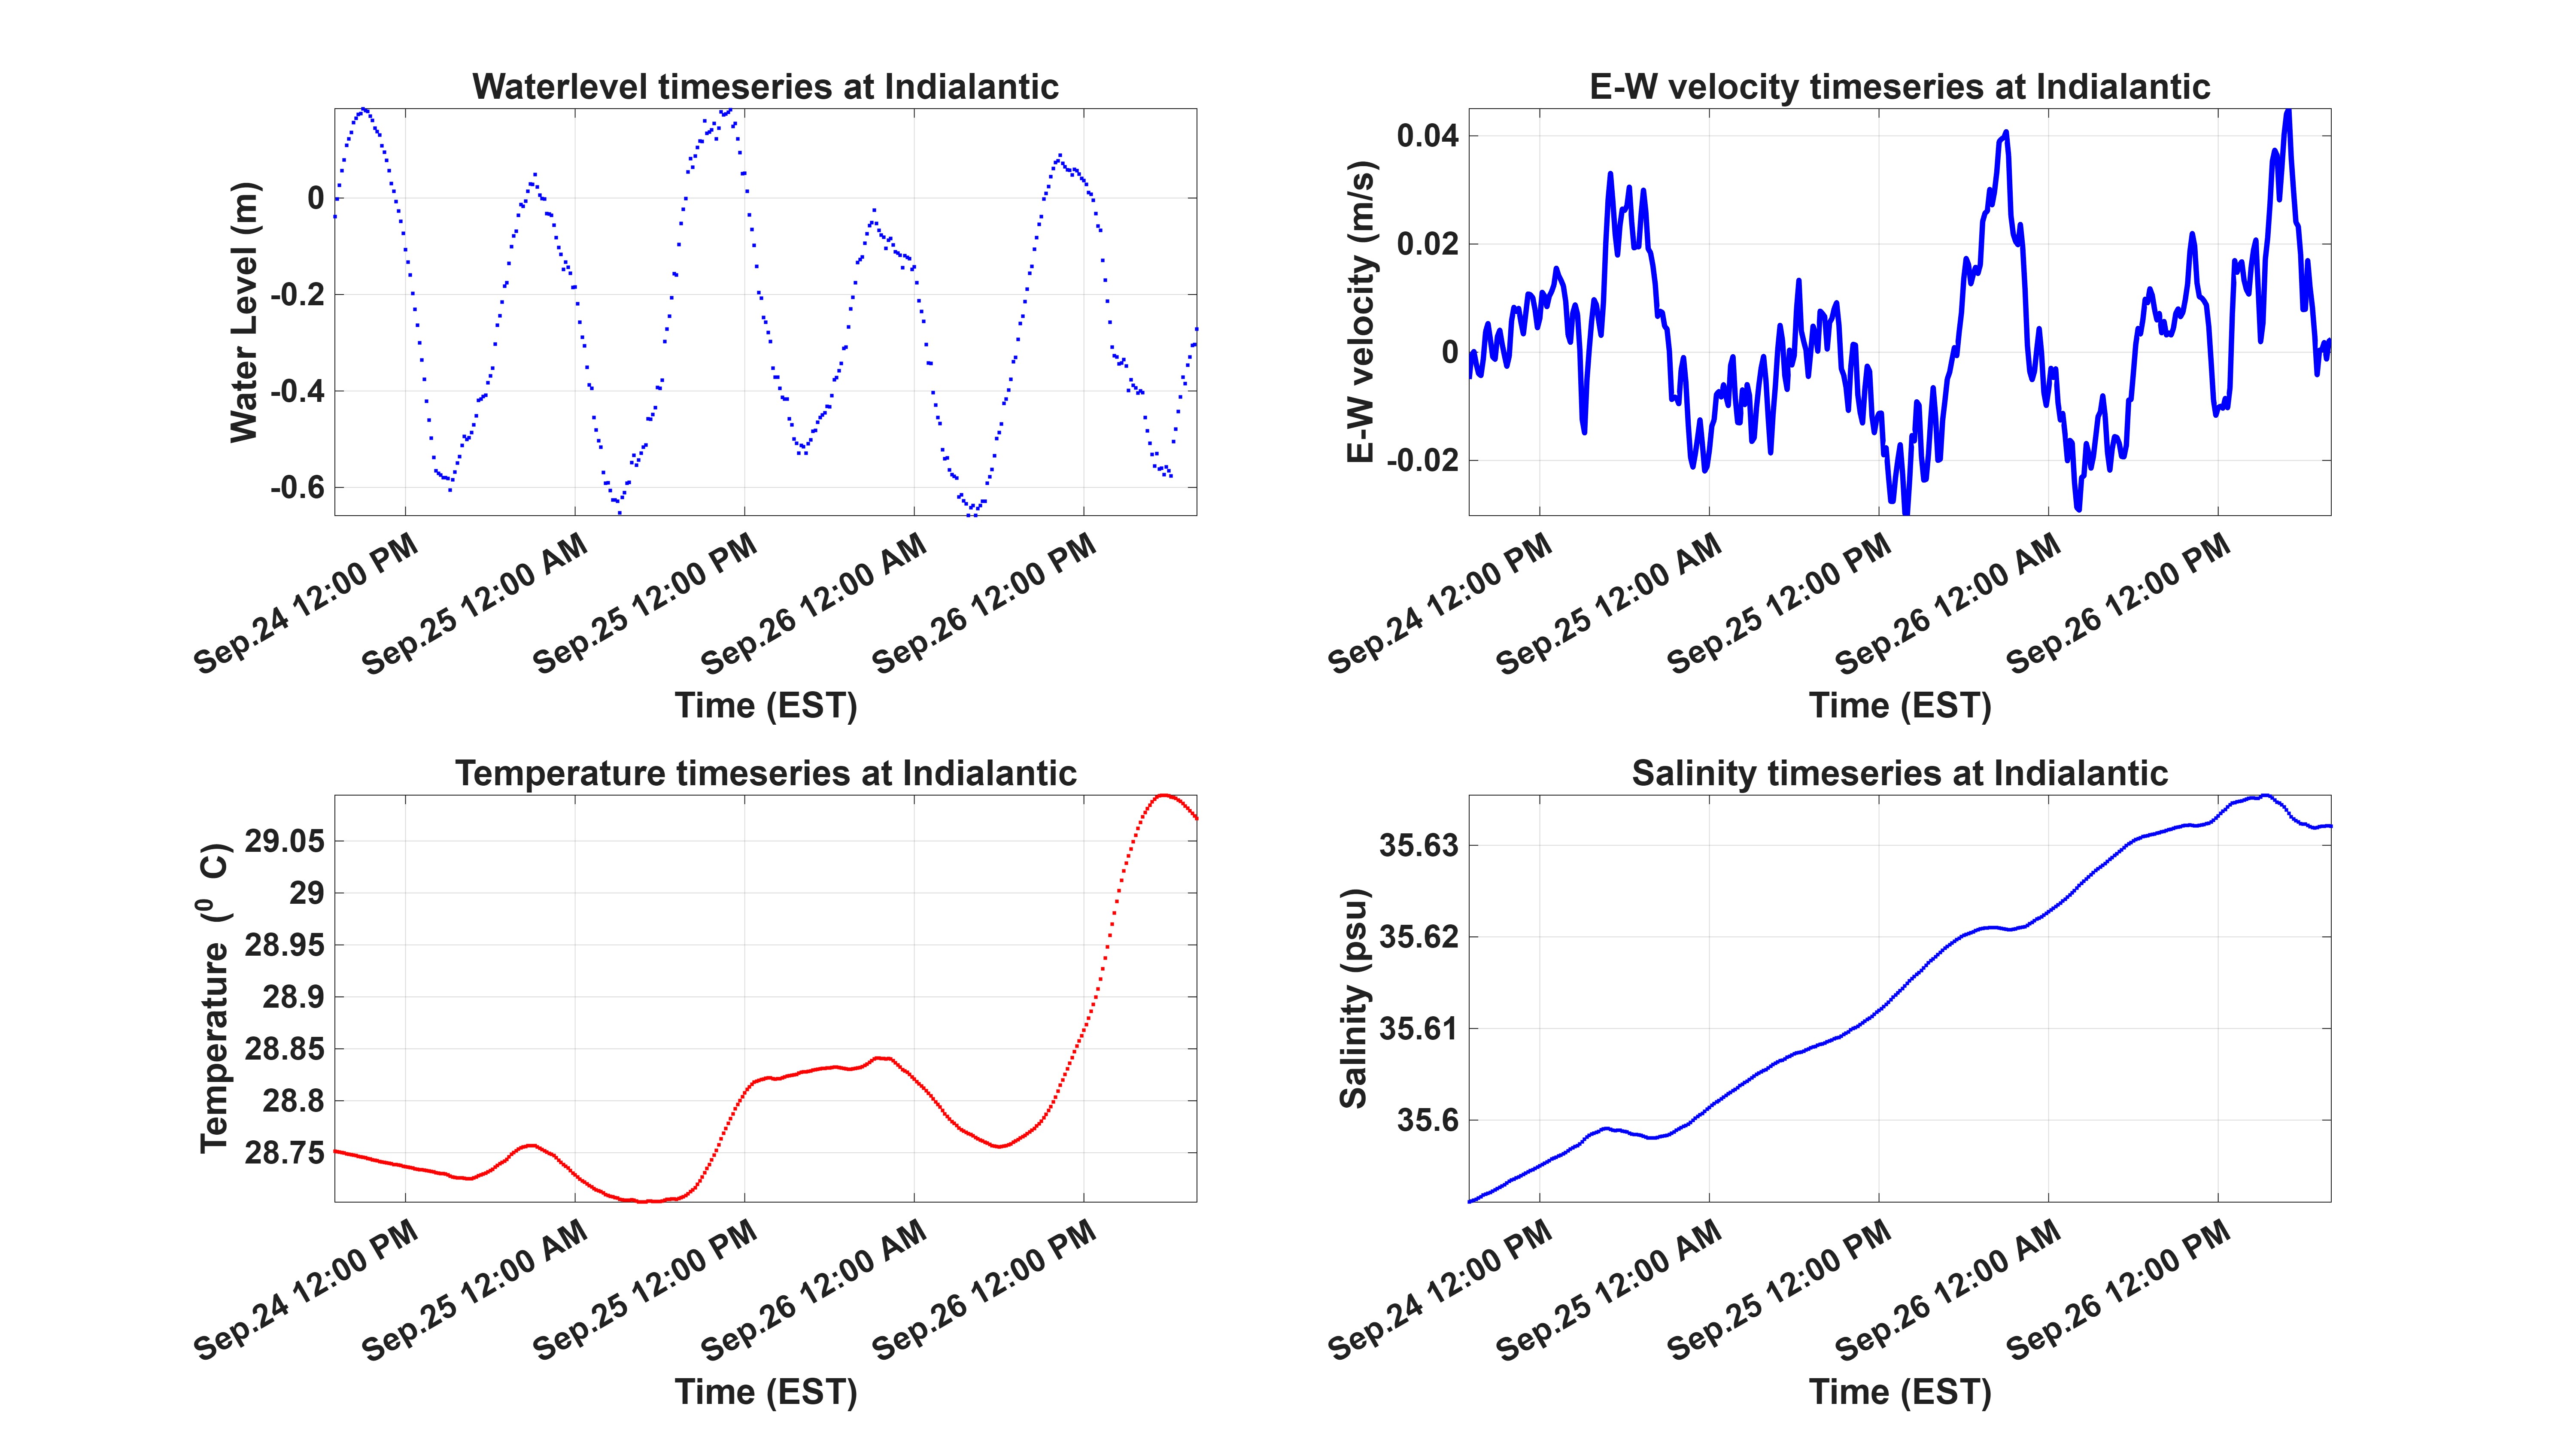 Waterlevel timeseries at Indialantic
Water Level (m)
0
-0.2
-0.4
-0.6
Sep.24 12:00 PM
Sep.25 12:00 AM
Sep.25 12:00 PM
Sep.26 12:00 AM
Sep.26 12:00 PM
Time (EST)
E-W velocity timeseries at Indialantic
E-W velocity (m/s)
0.04
0.02
0
-0.02
Sep.24 12:00 PM
Sep.25 12:00 AM
Sep.25 12:00 PM
Sep.26 12:00 AM
Sep.26 12:00 PM
Time (EST)
Temperature timeseries at Indialantic
Temperature (⁰ C)
29.05
29
28.95
28.9
28.85
28.8
28.75
Sep.24 12:00 PM
Sep.25 12:00 AM
Sep.25 12:00 PM
Sep.26 12:00 AM
Sep.26 12:00 PM
Time (EST)
Salinity timeseries at Indialantic
Salinity (psu)
35.63
35.62
35.61
35.6
Sep.24 12:00 PM
Sep.25 12:00 AM
Sep.25 12:00 PM
Sep.26 12:00 AM
Sep.26 12:00 PM
Time (EST)